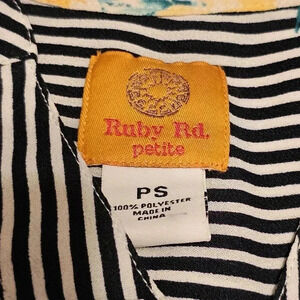 Ruby Rd.
petite
PS
100% POLYESTER
MADE IN
CHINA